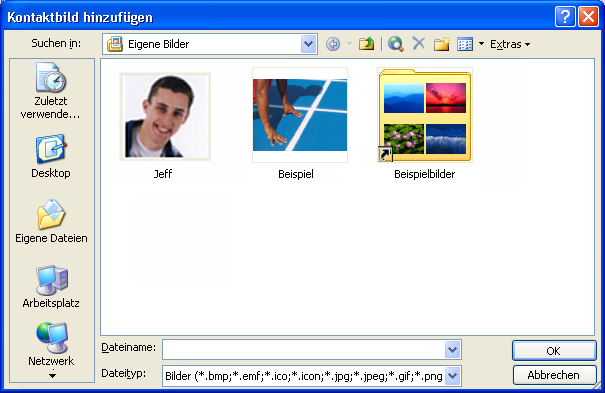 Kontaktbild hinzufügen
Suchen in: Eigene Bilder Extras
Zuletzt
verwende...
Desktop
Eigene Dateien
Arbeitsplatz
Netzwerk
Jeff Beispiel Beispielbilder
Dateiname: OK
Dateityp: Bilder (*.bmp;*.emf;*.ico;*.icon;*.jpg;*.jpeg;*.gif;*.png Abbrechen